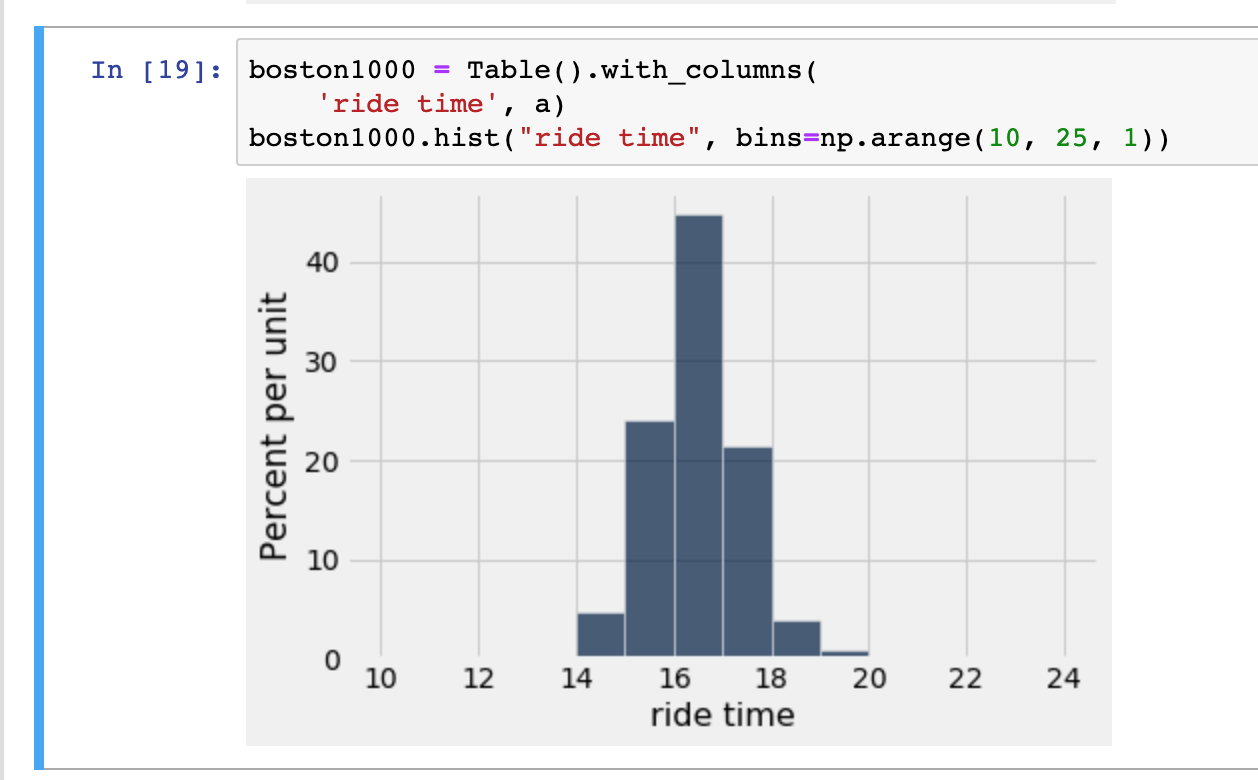 In [19]:
boston1000 = Table().with_columns(
    'ride time', a)
boston1000.hist("ride time", bins=np.arange(10, 25, 1))
Percent per unit
40
30
20
10
0
10 12 14 16 18 20 22 24
ride time